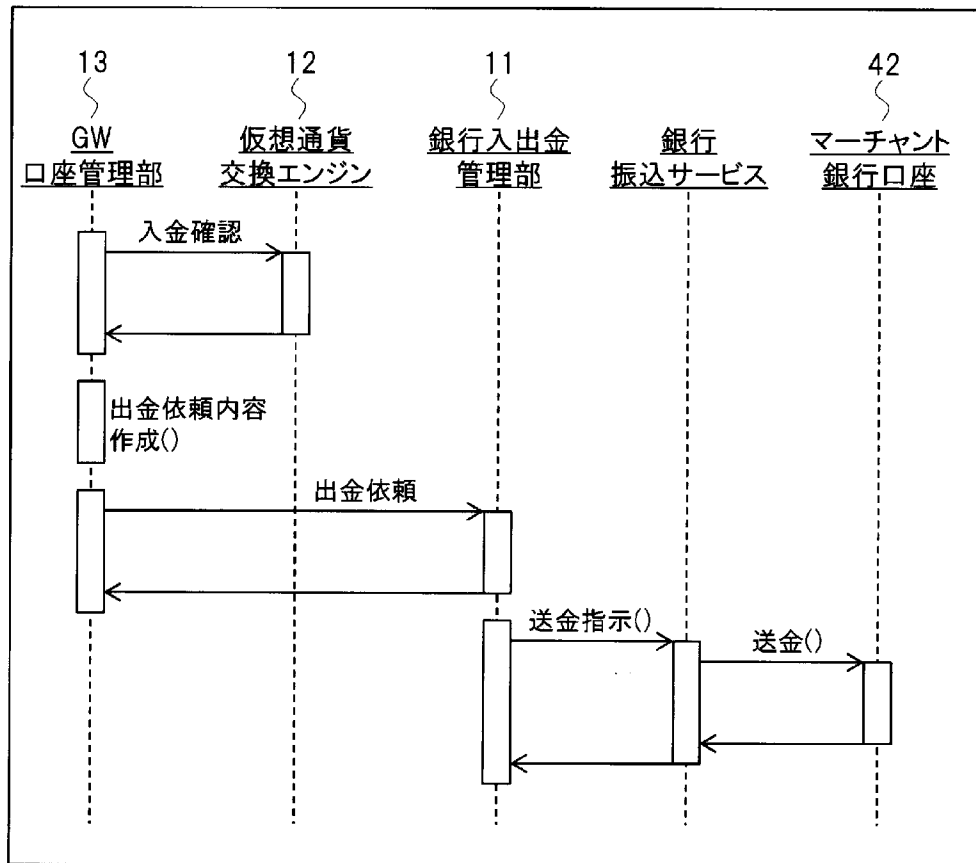 13
12
11
42
GW
口座管理部
仮想通貨
交換エンジン
銀行入出金
管理部
銀行
振込サービス
マーチャント
銀行口座
入金確認
出金依頼内容
作成()
出金依頼
送金指示()
送金()